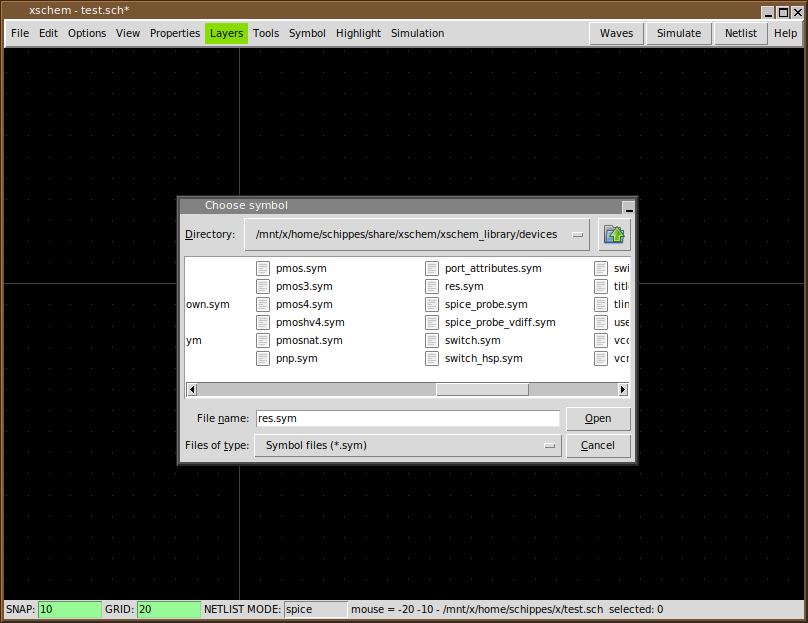 xschem - test.sch*
File Edit Options View Properties Layers Tools Symbol Highlight Simulation Waves Simulate Netlist Help
Choose symbol
Directory: /mnt/x/home/schippes/share/xschem/xschem_library/devices
pmos.sym port_attributes.sym swi
pmos3.sym res.sym titl
own.sym pmos4.sym spice_probe.sym tlin
pmoshv4.sym spice_probe_vdiff.sym use
ym pmosnat.sym switch.sym vcc
pnp.sym switch_hsp.sym vcr
File name: res.sym Open
Files of type: Symbol files (*.sym) Cancel
SNAP: 10 GRID: 20 NETLIST MODE: spice mouse = -20 -10 - /mnt/x/home/schippes/x/test.sch selected: 0